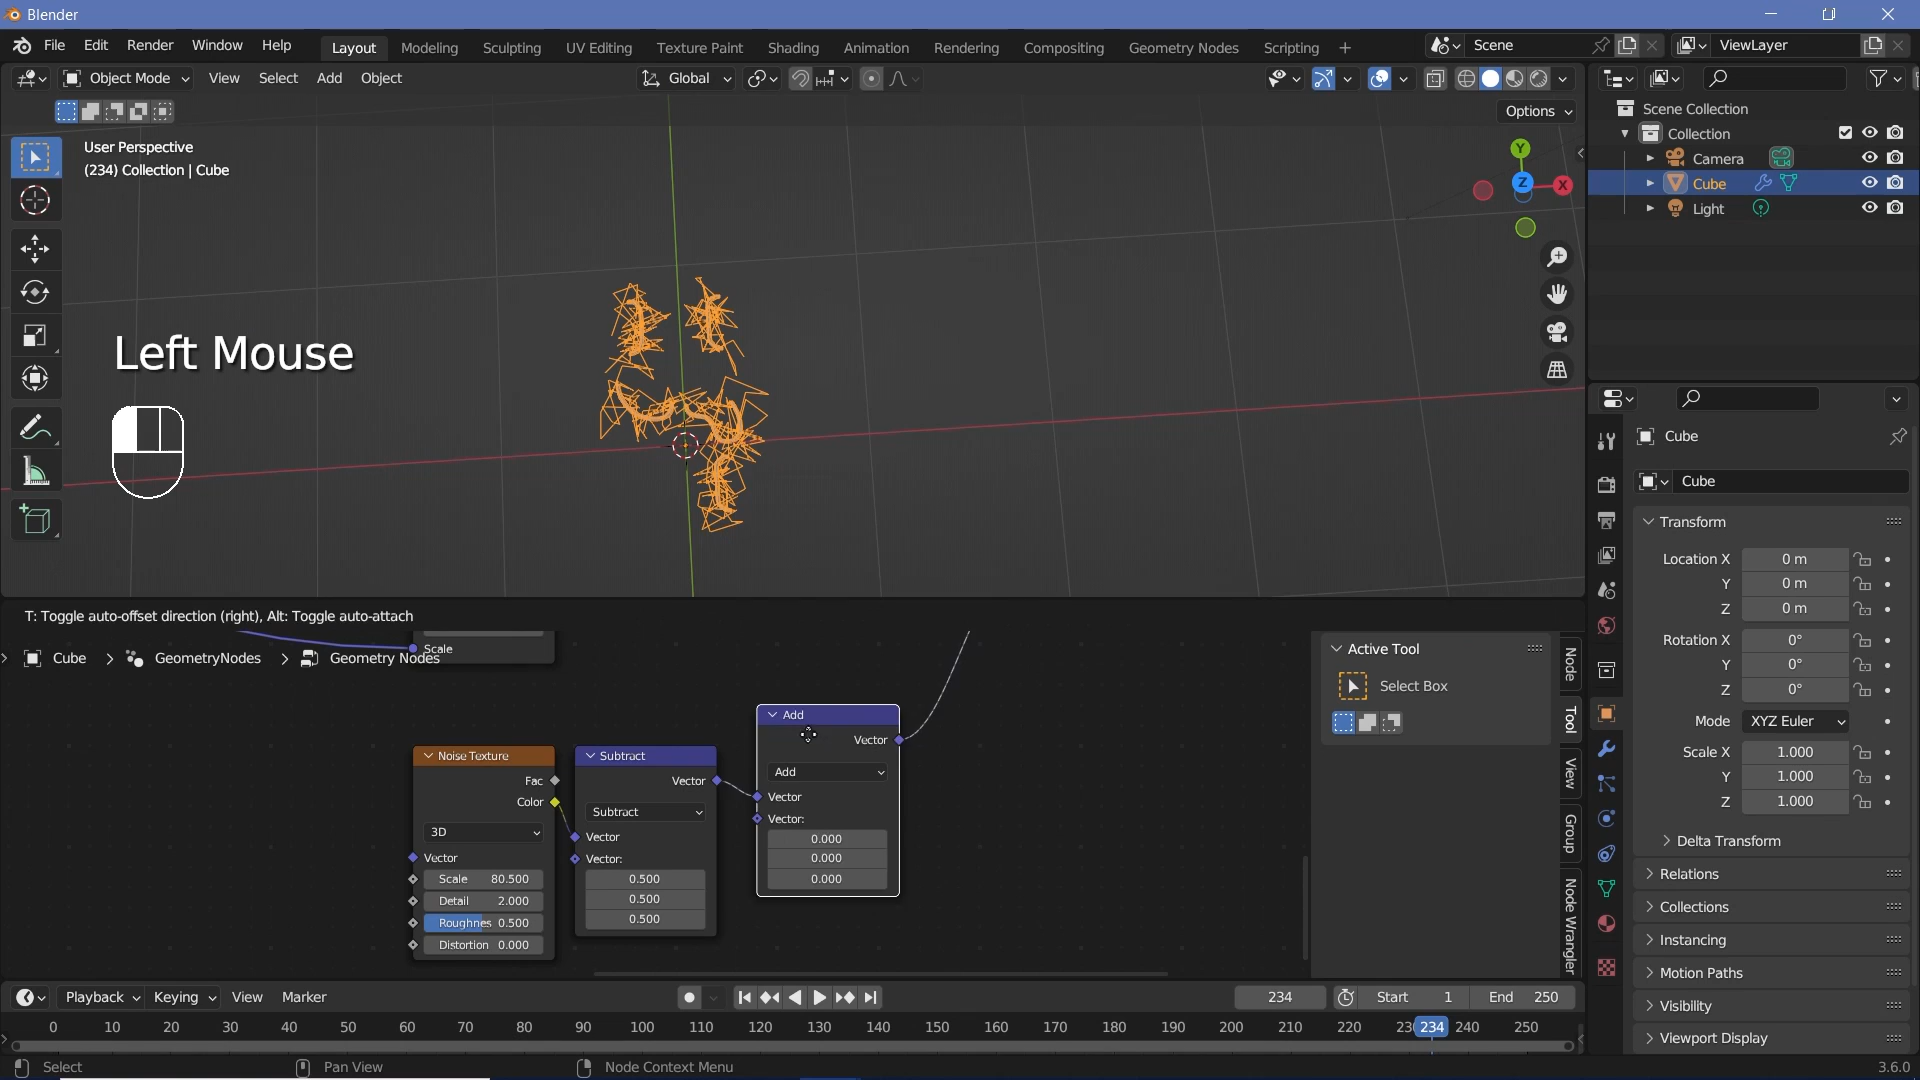 Blender
File Edit Render Window Help Layout Modeling Sculpting UV Editing Texture Paint Shading Animation Rendering Compositing Geometry Nodes Scripting + Scene ViewLayer
Object Mode View Select Add Object Global
Options
User Perspective
(234) Collection | Cube
Y
Z
X
Left Mouse
T: Toggle auto-offset direction (right), Alt: Toggle auto-attach
Cube > GeometryNodes > Geometry Nodes
Scale
Noise Texture
Fac
Color
3D
Vector
Scale 80.500
Detail 2.000
Roughnes 0.500
Distortion 0.000
Subtract
Vector
Subtract
Vector
Vector:
0.500
0.500
0.500
Add
Vector
Add
Vector
Vector:
0.000
0.000
0.000
Active Tool
Select Box
Node
Tool
View
Group
Node Wrangler
Scene Collection
Collection
Camera
Cube
Light
Cube
Cube
Transform
Location X 0 m
Y 0 m
Z 0 m
Rotation X 0°
Y 0°
Z 0°
Mode XYZ Euler
Scale X 1.000
Y 1.000
Z 1.000
Delta Transform
Relations
Collections
Instancing
Motion Paths
Visibility
Viewport Display
Playback Keying View Marker 234 Start 1 End 250
0 10 20 30 40 50 60 70 80 90 100 110 120 130 140 150 160 170 180 190 200 210 220 234 240 250
Select Pan View Node Context Menu 3.6.0